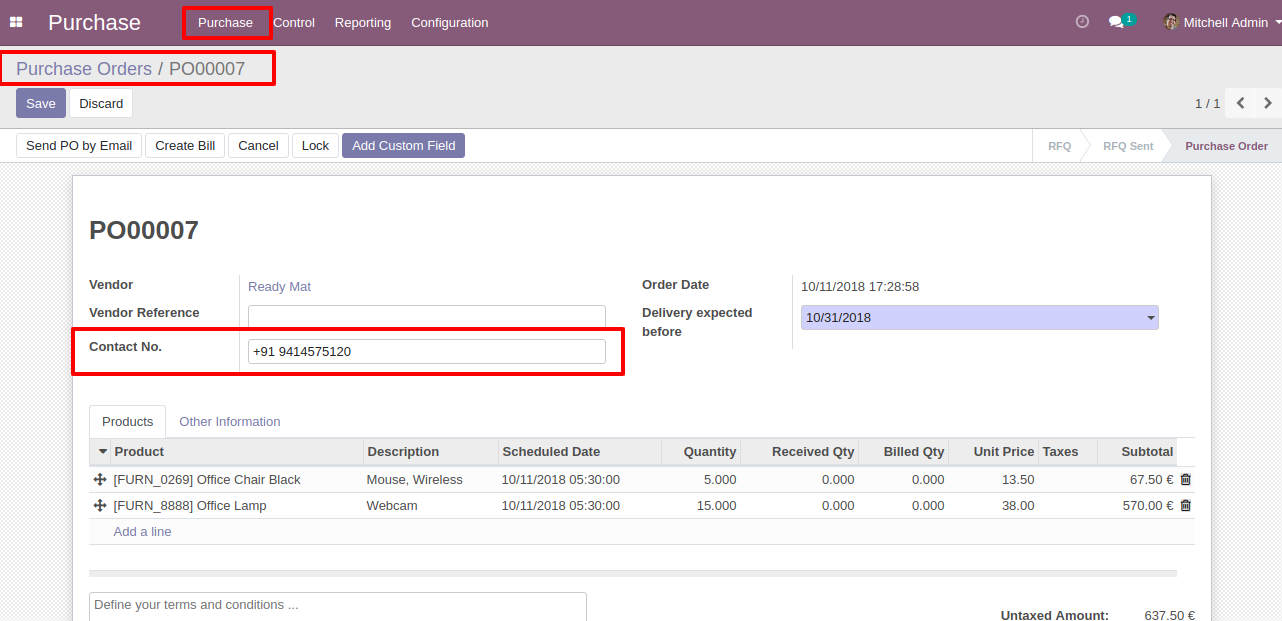 Purchase Purchase Control Reporting Configuration 1 Mitchell Admin
Purchase Orders / PO00007
Save Discard 1 / 1
Send PO by Email Create Bill Cancel Lock Add Custom Field RFQ RFQ Sent Purchase Order
PO00007
Vendor Ready Mat Order Date 10/11/2018 17:28:58
Vendor Reference Delivery expected before 10/31/2018
Contact No. +91 9414575120
Products Other Information
Product Description Scheduled Date Quantity Received Qty Billed Qty Unit Price Taxes Subtotal
[FURN_0269] Office Chair Black Mouse, Wireless 10/11/2018 05:30:00 5.000 0.000 0.000 13.50 67.50 €
[FURN_8888] Office Lamp Webcam 10/11/2018 05:30:00 15.000 0.000 0.000 38.00 570.00 €
Add a line
Define your terms and conditions ...
Untaxed Amount: 637.50 €